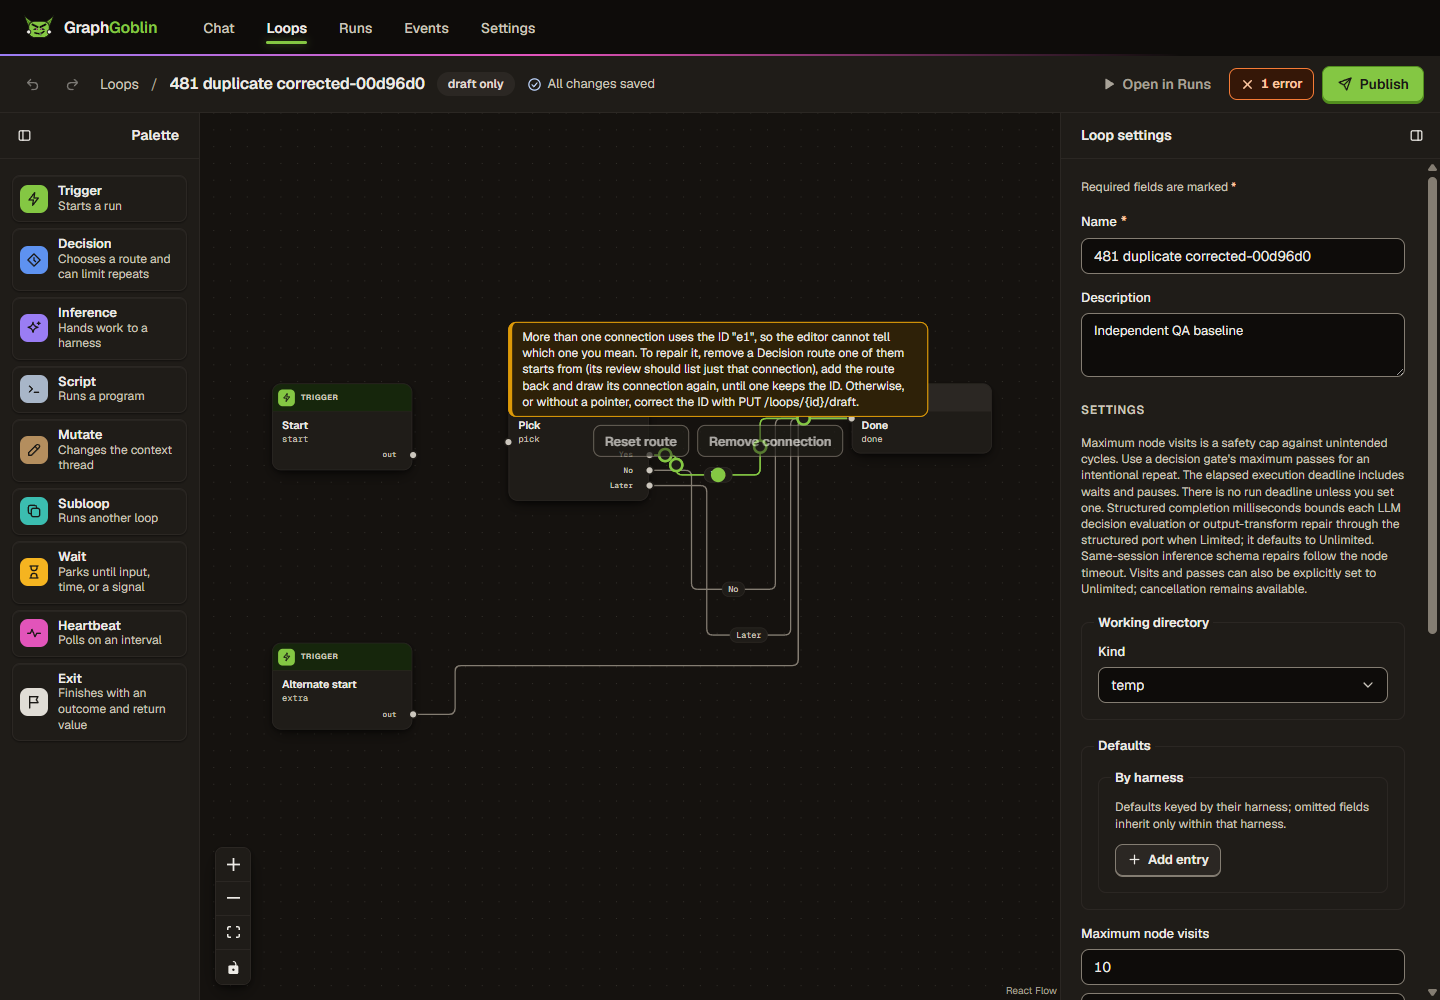 GraphGoblin
Chat
Loops
Runs
Events
Settings
Loops / 481 duplicate corrected-00d96d0
draft only
All changes saved
Open in Runs
1 error
Publish
Palette
Trigger
Starts a run
Decision
Chooses a route and
can limit repeats
Inference
Hands work to a
harness
Script
Runs a program
Mutate
Changes the context
thread
Subloop
Runs another loop
Wait
Parks until input,
time, or a signal
Heartbeat
Polls on an interval
Exit
Finishes with an
outcome and return
value
More than one connection uses the ID "e1", so the editor cannot tell
which one you mean. To repair it, remove a Decision route one of them
starts from (its review should list just that connection), add the route
back and draw its connection again, until one keeps the ID. Otherwise,
or without a pointer, correct the ID with PUT /loops/{id}/draft.
TRIGGER
Start
start
out
Pick
pick
Reset route
Remove connection
Yes
No
Later
Done
done
No
Later
TRIGGER
Alternate start
extra
out
React Flow
Loop settings
Required fields are marked *
Name *
481 duplicate corrected-00d96d0
Description
Independent QA baseline
SETTINGS
Maximum node visits is a safety cap against unintended
cycles. Use a decision gate's maximum passes for an
intentional repeat. The elapsed execution deadline includes
waits and pauses. There is no run deadline unless you set
one. Structured completion milliseconds bounds each LLM
decision evaluation or output-transform repair through the
structured port when Limited; it defaults to Unlimited.
Same-session inference schema repairs follow the node
timeout. Visits and passes can also be explicitly set to
Unlimited; cancellation remains available.
Working directory
Kind
temp
Defaults
By harness
Defaults keyed by their harness; omitted fields
inherit only within that harness.
Add entry
Maximum node visits
10